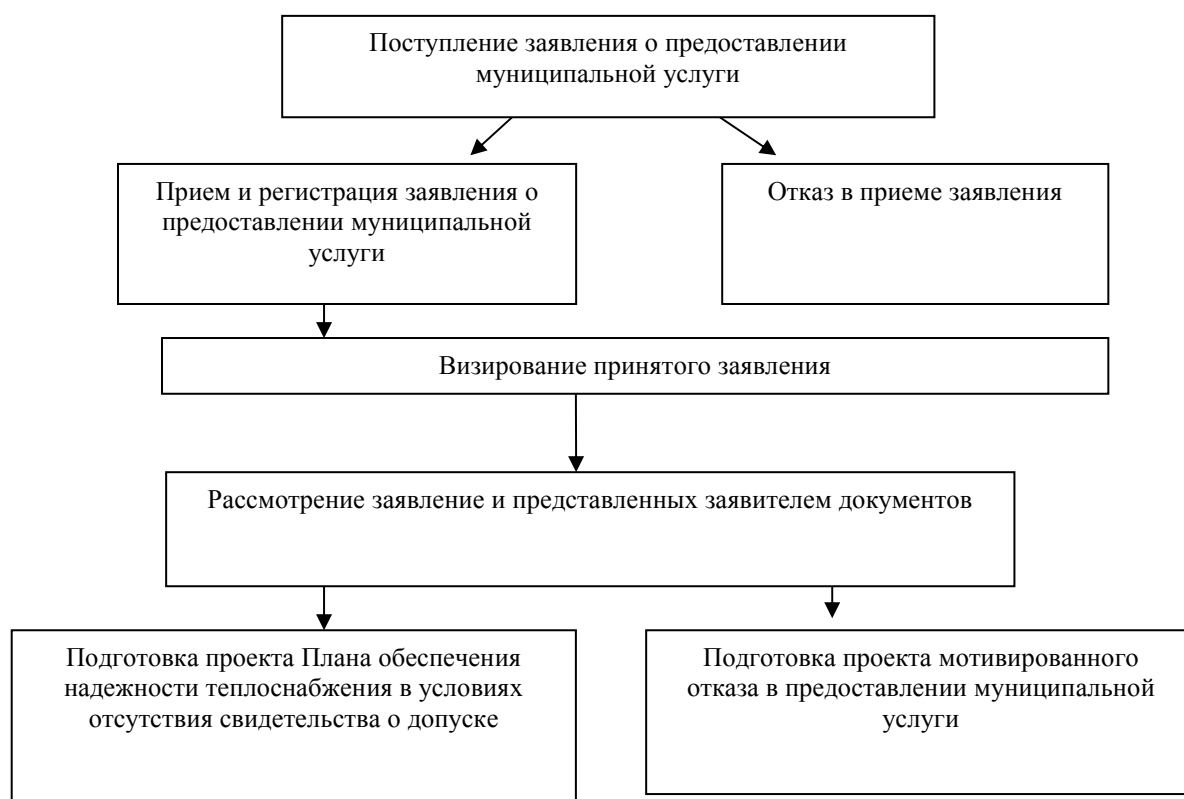 Поступление заявления о предоставлении
муниципальной услуги
Прием и регистрация заявления о
предоставлении муниципальной
услуги
Отказ в приеме заявления
Визирование принятого заявления
Рассмотрение заявление и представленных заявителем документов
Подготовка проекта Плана обеспечения
надежности теплоснабжения в условиях
отсутствия свидетельства о допуске
Подготовка проекта мотивированного
отказа в предоставлении муниципальной
услуги